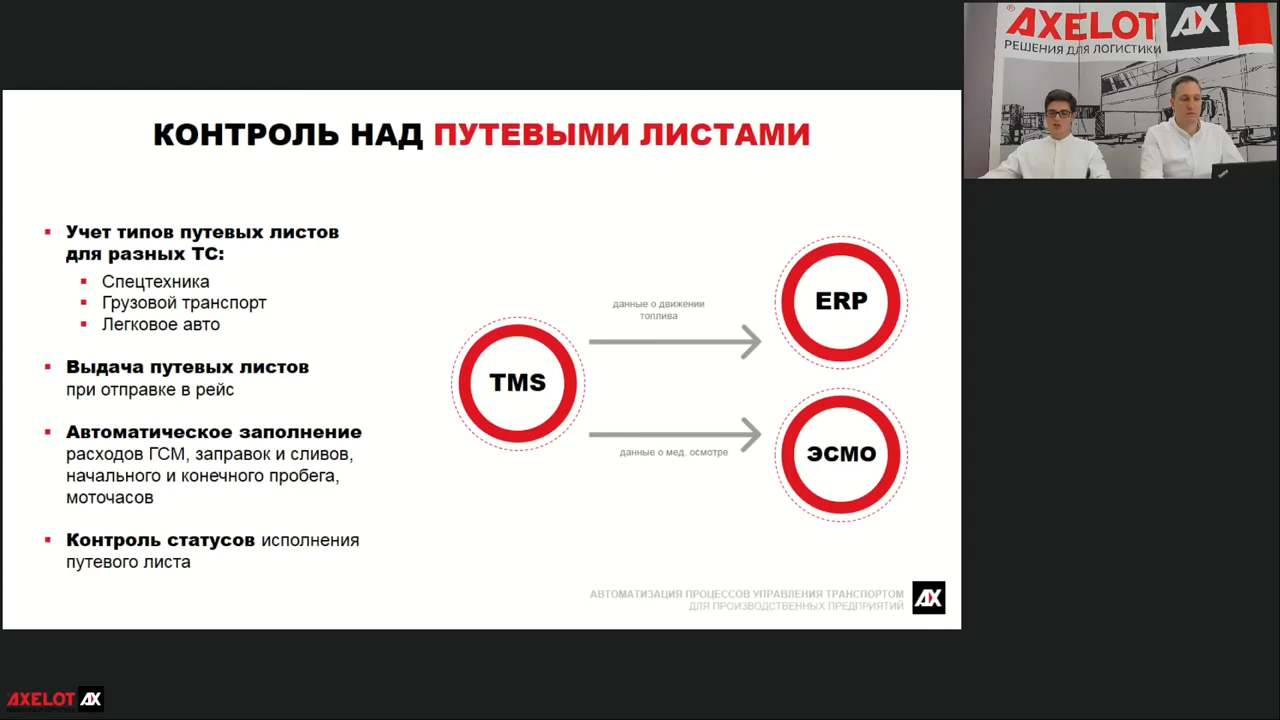 AXELOT AX
РЕШЕНИЯ ДЛЯ ЛОГИСТИКИ
КОНТРОЛЬ НАД ПУТЕВЫМИ ЛИСТАМИ
Учет типов путевых листов
для разных ТС:
Спецтехника
Грузовой транспорт
Легковое авто
Выдача путевых листов
при отправке в рейс
Автоматическое заполнение
расходов ГСМ, заправок и сливов,
начального и конечного пробега,
моточасов
Контроль статусов исполнения
путевого листа
TMS
данные о движении
топлива
ERP
данные о мед. осмотре
ЭСМО
АВТОМАТИЗАЦИЯ ПРОЦЕССОВ УПРАВЛЕНИЯ ТРАНСПОРТОМ
ДЛЯ ПРОИЗВОДСТВЕННЫХ ПРЕДПРИЯТИЙ
AX
AXELOT AX